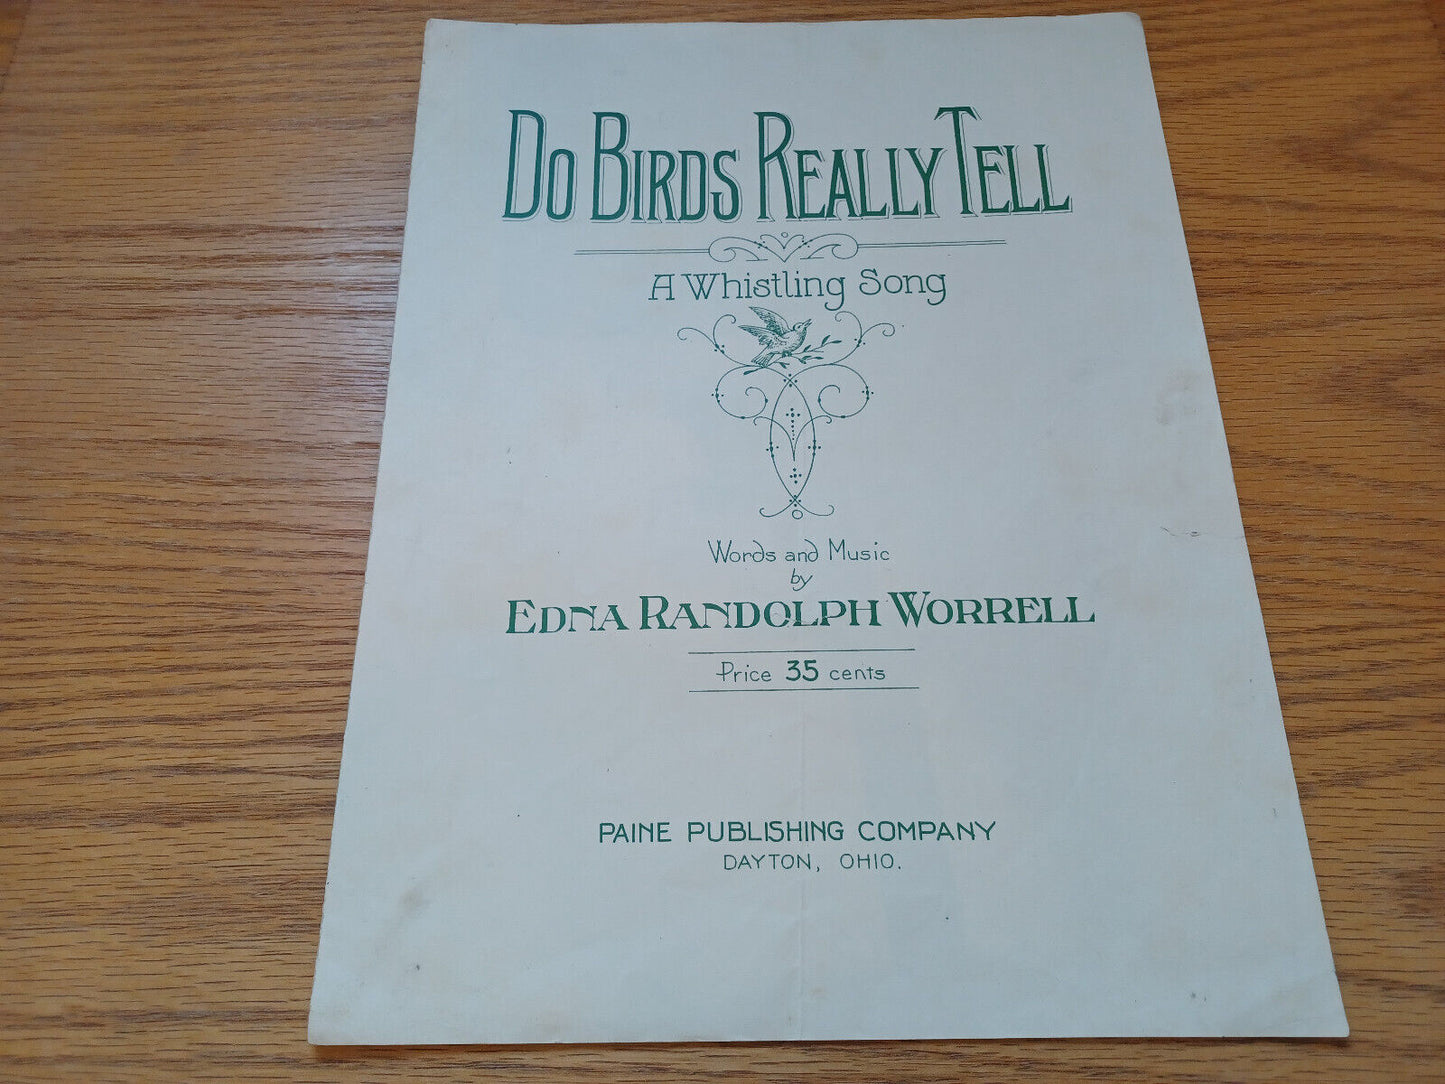 DO BIRDS REALLY TELL
A Whistling Song
Words and Music
by
EDNA RANDOLPH WORRELL
Price 35 cents
PAINE PUBLISHING COMPANY
DAYTON, OHIO.